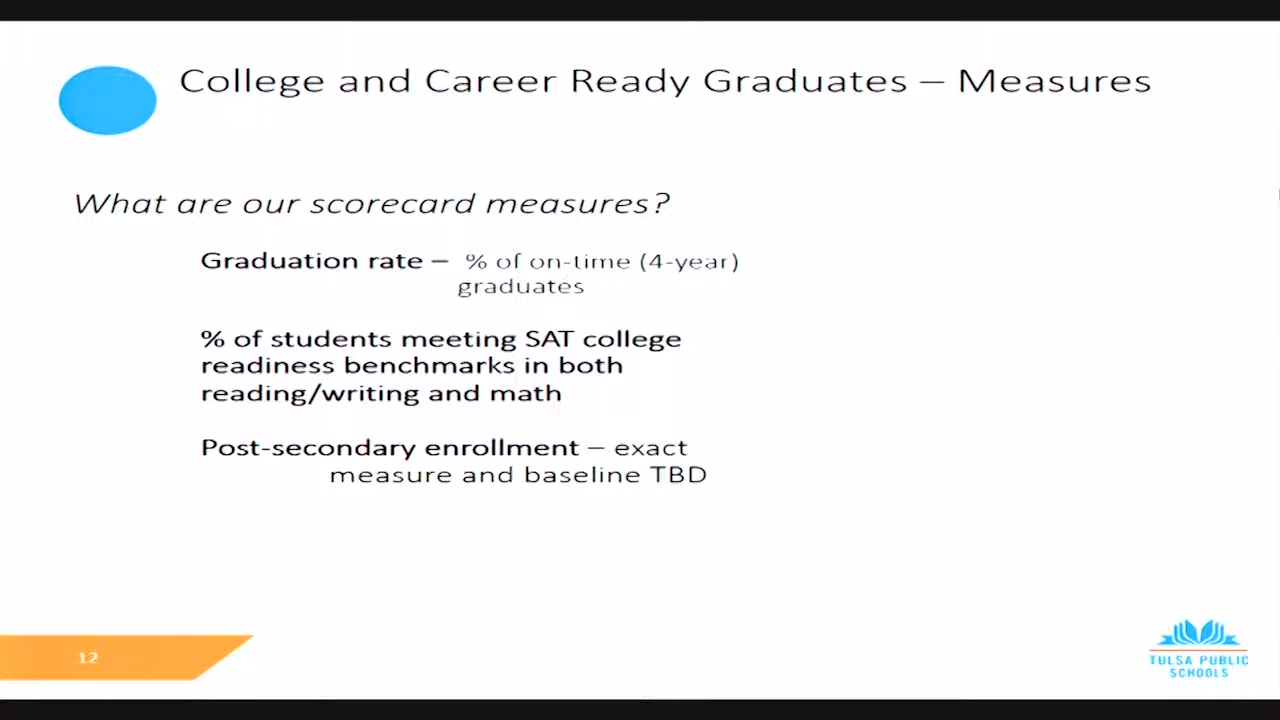 College and Career Ready Graduates – Measures
What are our scorecard measures?
Graduation rate – % of on-time (4-year)
graduates
% of students meeting SAT college
readiness benchmarks in both
reading/writing and math
Post-secondary enrollment – exact
measure and baseline TBD
12
TULSA PUBLIC
SCHOOLS